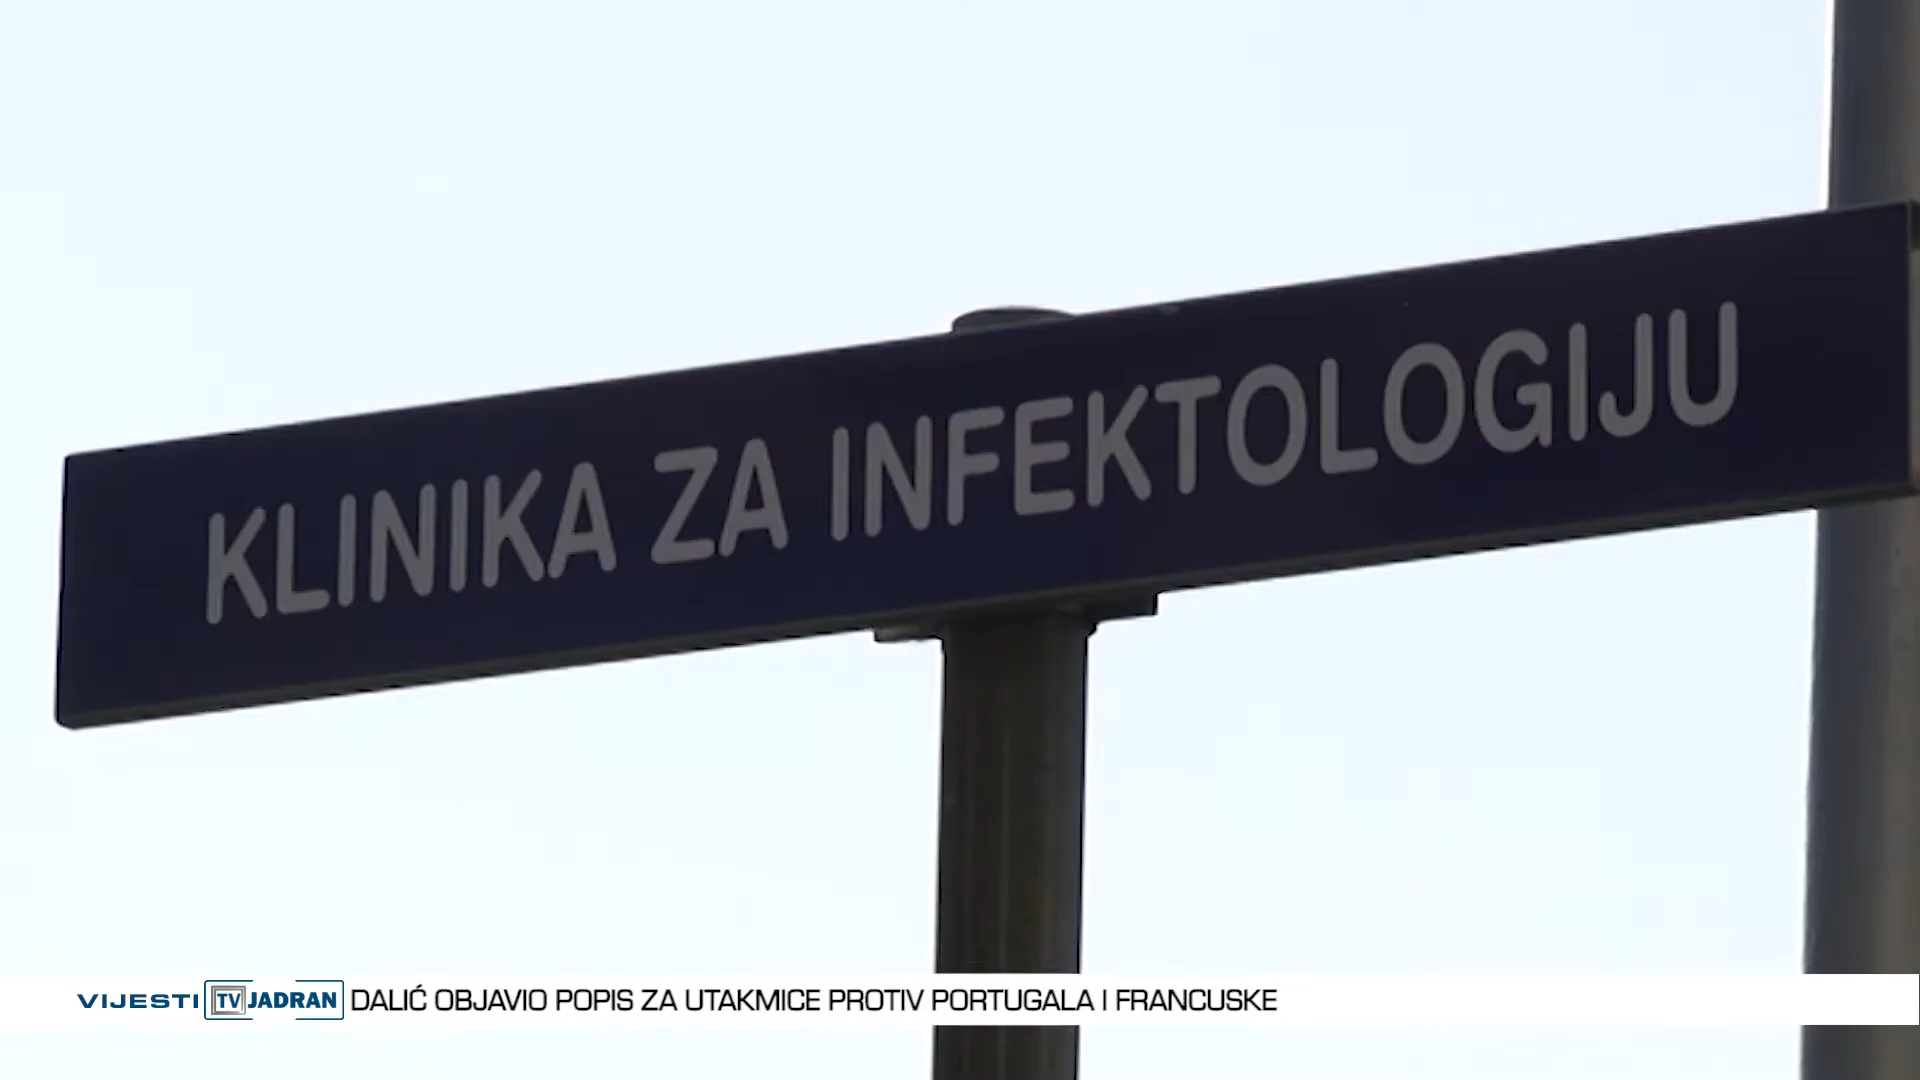 KLINIKA ZA INFEKTOLOGIJU
VIJESTI TV JADRAN DALIĆ OBJAVIO POPIS ZA UTAKMICE PROTIV PORTUGALA I FRANCUSKE